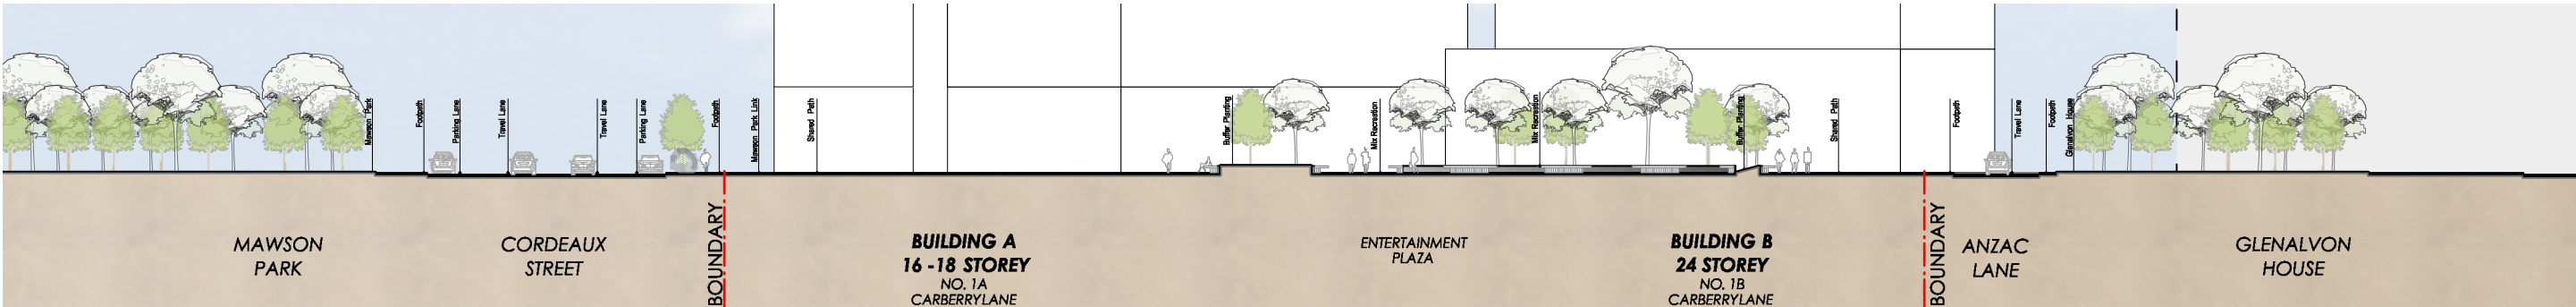 Mawson Park
Footpath
Parking Lane
Travel Lane
Travel Lane
Parking Lane
Footpath
Mawson Park Link
Shared Path
Buffer Planting
Mix Recreation
Mix Recreation
Buffer Planting
Shared Path
Footpath
Travel Lane
Footpath
Glenalvon House
MAWSON
PARK
CORDEAUX
STREET
BOUNDARY
BUILDING A
16 -18 STOREY
NO. 1A
CARBERRYLANE
ENTERTAINMENT
PLAZA
BUILDING B
24 STOREY
NO. 1B
CARBERRYLANE
BOUNDARY
ANZAC
LANE
GLENALVON
HOUSE